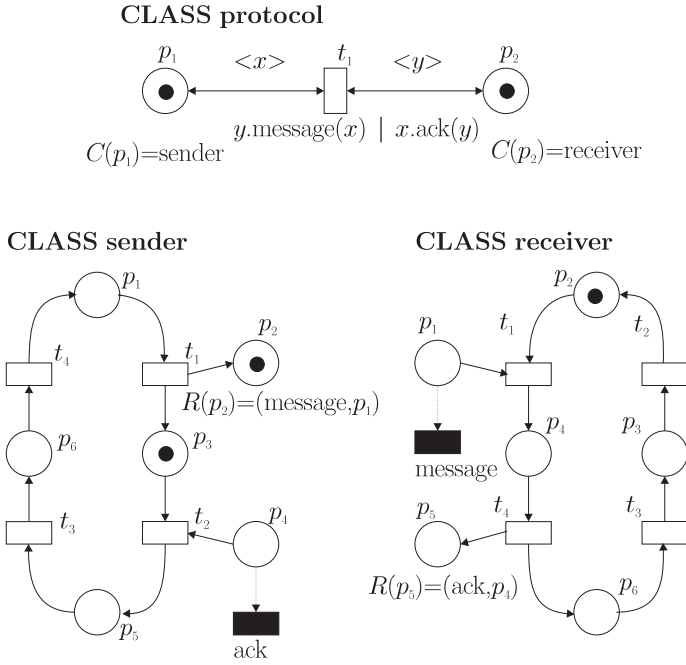 CLASS protocol
p1 <x> t1 <y> p2
y.message(x) | x.ack(y)
C(p1)=sender
C(p2)=receiver
CLASS sender
p1
p2
t4
t1
R(p2)=(message,p1)
p6
p3
t3
t2
p4
p5
ack
CLASS receiver
p2
p1
t1
t2
p4
p3
message
p5
t4
t3
R(p5)=(ack,p4)
p6